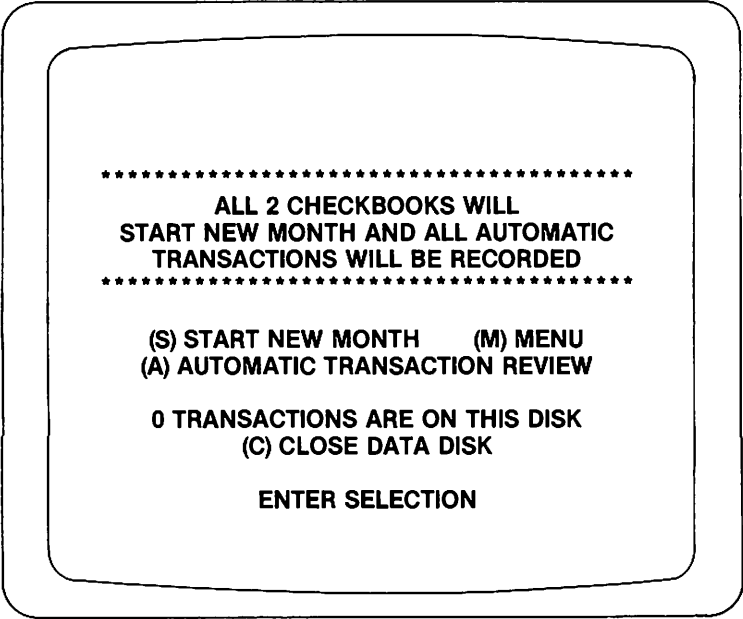 ****************************************
ALL 2 CHECKBOOKS WILL
START NEW MONTH AND ALL AUTOMATIC
TRANSACTIONS WILL BE RECORDED
****************************************
(S) START NEW MONTH (M) MENU
(A) AUTOMATIC TRANSACTION REVIEW
0 TRANSACTIONS ARE ON THIS DISK
(C) CLOSE DATA DISK
ENTER SELECTION